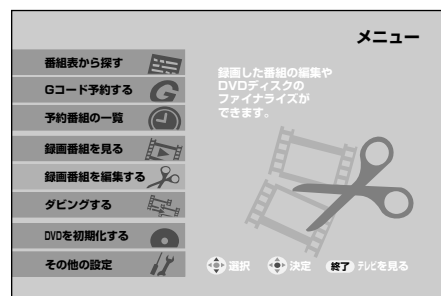 メニュー
番組表から探す
Gコード予約する
G
予約番組の一覧
録画番組を見る
録画番組を編集する
ダビングする
DVDを初期化する
その他の設定
録画した番組の編集や
DVDディスクの
ファイナライズが
できます。
選択 決定 終了 テレビを見る